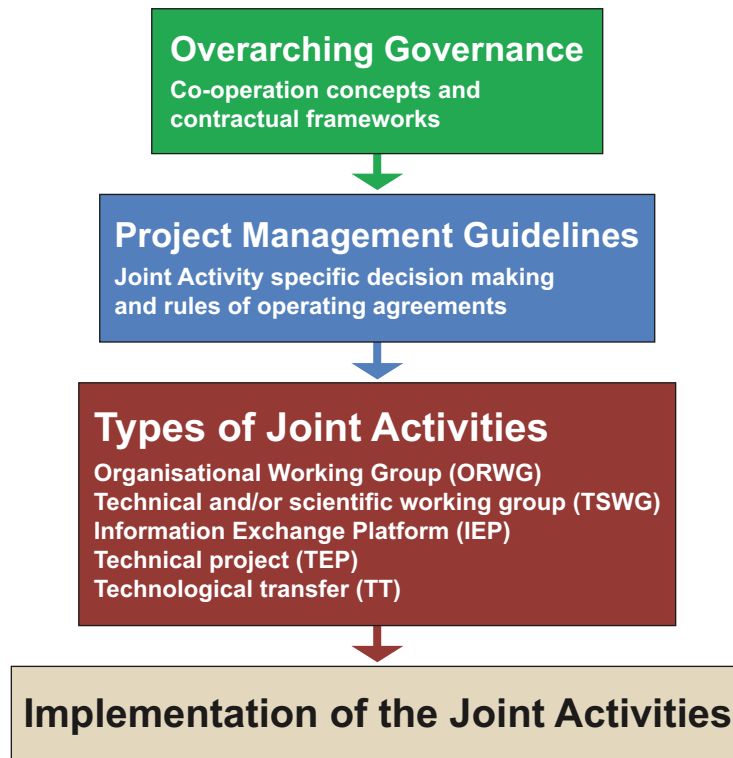 Overarching Governance
Co-operation concepts and
contractual frameworks
Project Management Guidelines
Joint Activity specific decision making
and rules of operating agreements
Types of Joint Activities
Organisational Working Group (ORWG)
Technical and/or scientific working group (TSWG)
Information Exchange Platform (IEP)
Technical project (TEP)
Technological transfer (TT)
Implementation of the Joint Activities